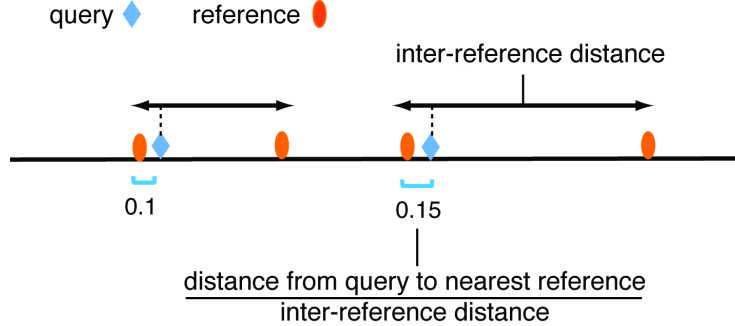 query reference
inter-reference distance
0.1
0.15
distance from query to nearest reference
inter-reference distance